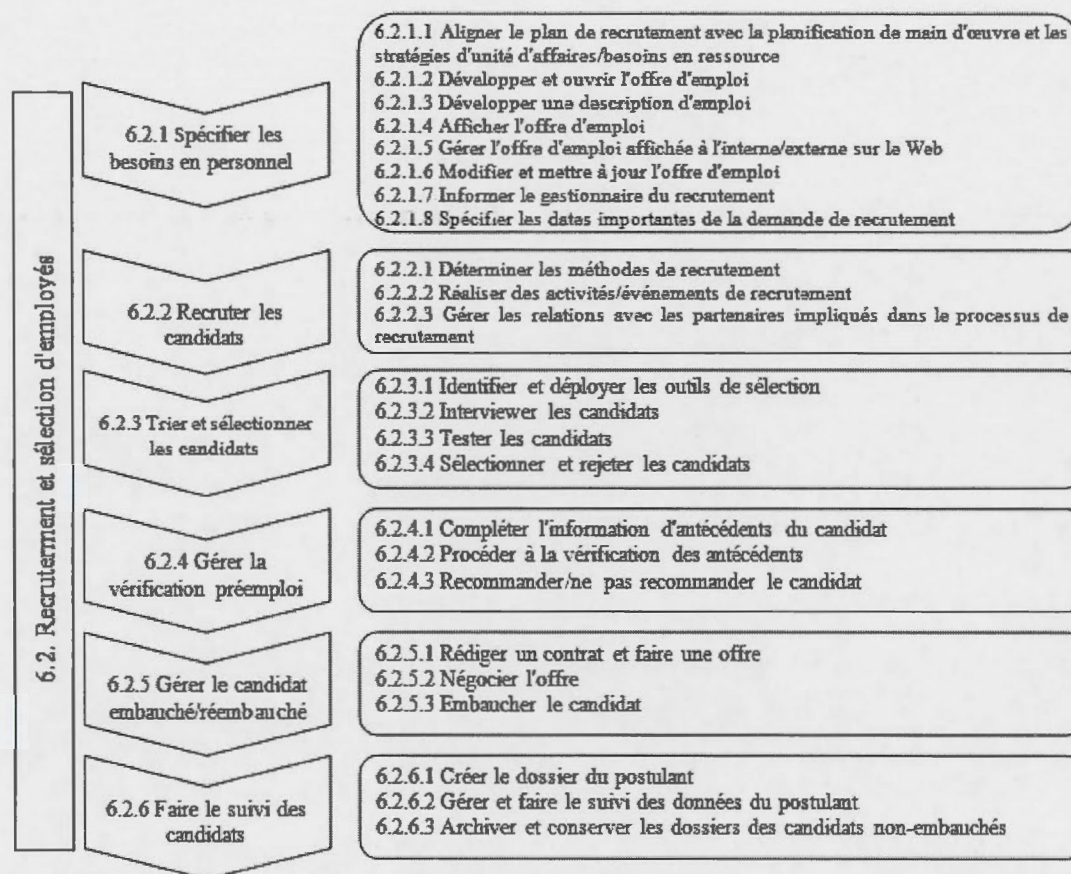 6.2. Recruterment et sélection d'employés
6.2.1 Spécifier les
besoins en personnel
6.2.1.1 Aligner le plan de recrutement avec la planification de main d'œuvre et les
stratégies d'unité d'affaires/besoins en ressource
6.2.1.2 Développer et ouvrir l'offre d'emploi
6.2.1.3 Développer une description d'emploi
6.2.1.4 Afficher l'offre d'emploi
6.2.1.5 Gérer l'offre d'emploi affichée à l'interne/externe sur le Web
6.2.1.6 Modifier et mettre à jour l'offre d'emploi
6.2.1.7 Informer le gestionnaire du recrutement
6.2.1.8 Spécifier les dates importantes de la demande de recrutement
6.2.2 Recruter les
candidats
6.2.2.1 Déterminer les méthodes de recrutement
6.2.2.2 Réaliser des activités/événements de recrutement
6.2.2.3 Gérer les relations avec les partenaires impliqués dans le processus de
recrutement
6.2.3 Trier et sélectionner
les candidats
6.2.3.1 Identifier et déployer les outils de sélection
6.2.3.2 Interviewer les candidats
6.2.3.3 Tester les candidats
6.2.3.4 Sélectionner et rejeter les candidats
6.2.4 Gérer la
vérification préemploi
6.2.4.1 Compléter l'information d'antécédents du candidat
6.2.4.2 Procéder à la vérification des antécédents
6.2.4.3 Recommander/ne pas recommander le candidat
6.2.5 Gérer le candidat
embauché/réembauché
6.2.5.1 Rédiger un contrat et faire une offre
6.2.5.2 Négocier l'offre
6.2.5.3 Embaucher le candidat
6.2.6 Faire le suivi des
candidats
6.2.6.1 Créer le dossier du postulant
6.2.6.2 Gérer et faire le suivi des données du postulant
6.2.6.3 Archiver et conserver les dossiers des candidats non-embauchés